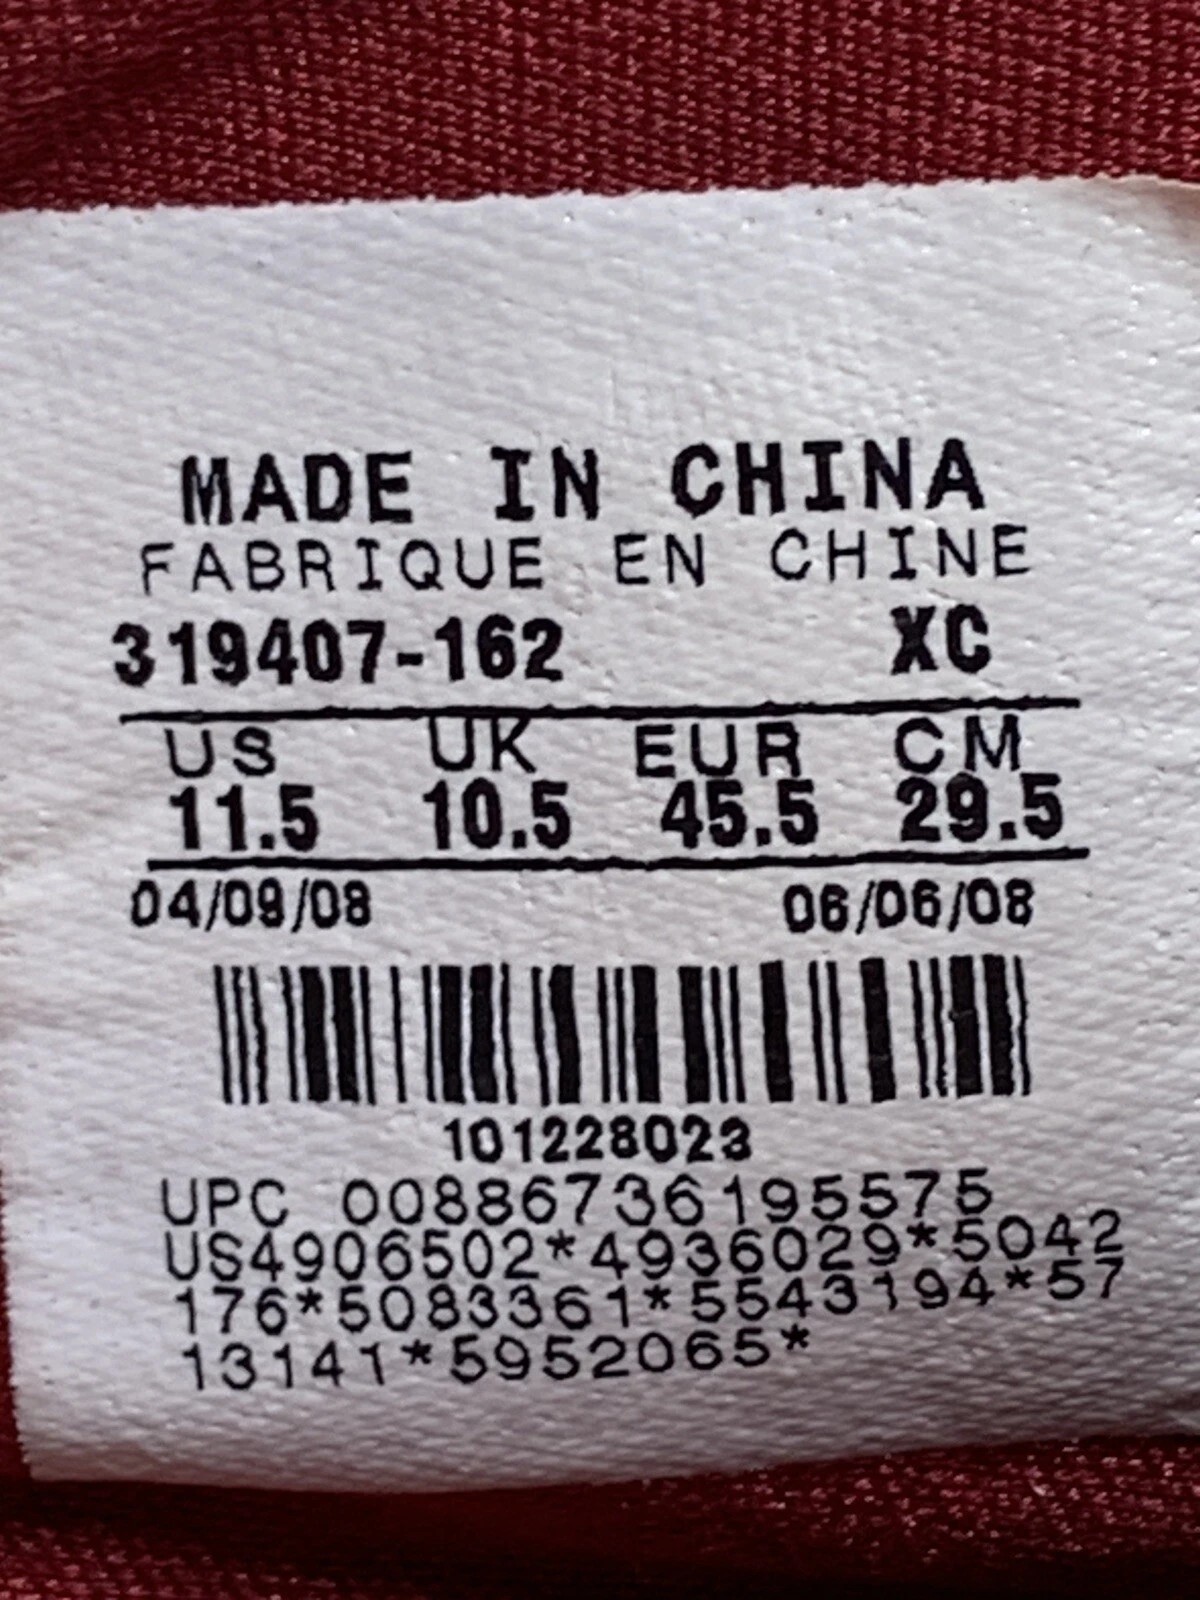 MADE IN CHINA
FABRIQUE EN CHINE
319407-162 XC
US UK EUR CM
11.5 10.5 45.5 29.5
04/09/08 06/06/08
101228023
UPC 00886736195575
US4906502*4936029*5042
176*5083361*5543194*57
13141*5952065*